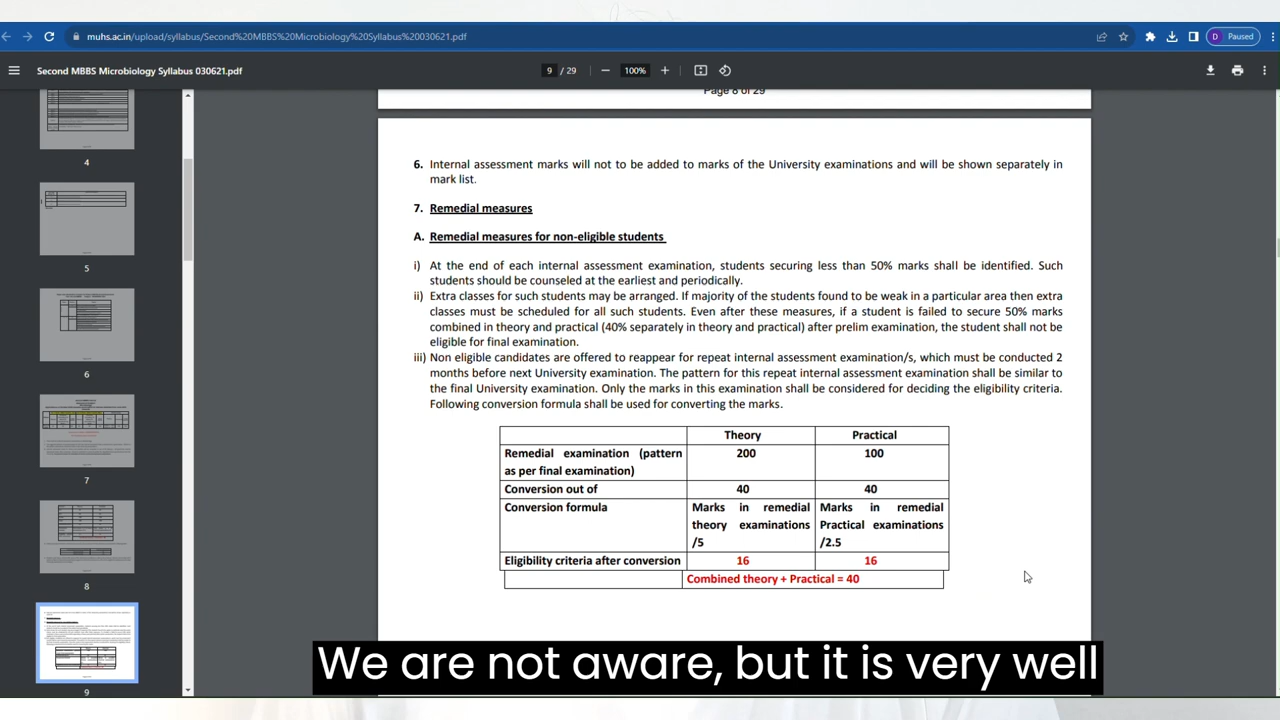 muhs.ac.in/upload/syllabus/Second%20MBBS%20Microbiology%20Syllabus%20030621.pdf
D Paused
Second MBBS Microbiology Syllabus 030621.pdf
9 / 29
100%
Page 8 of 29
6. Internal assessment marks will not to be added to marks of the University examinations and will be shown separately in
mark list.
7. Remedial measures
A. Remedial measures for non-eligible students
i) At the end of each internal assessment examination, students securing less than 50% marks shall be identified. Such
students should be counseled at the earliest and periodically.
ii) Extra classes for such students may be arranged. If majority of the students found to be weak in a particular area then extra
classes must be scheduled for all such students. Even after these measures, if a student is failed to secure 50% marks
combined in theory and practical (40% separately in theory and practical) after prelim examination, the student shall not be
eligible for final examination.
iii) Non eligible candidates are offered to reappear for repeat internal assessment examination/s, which must be conducted 2
months before next University examination. The pattern for this repeat internal assessment examination shall be similar to
the final University examination. Only the marks in this examination shall be considered for deciding the eligibility criteria.
Following conversion formula shall be used for converting the marks.
Theory Practical
Remedial examination (pattern 200 100
as per final examination)
Conversion out of 40 40
Conversion formula Marks in remedial Marks in remedial
theory examinations Practical examinations
/5 /2.5
Eligibility criteria after conversion 16 16
Combined theory + Practical = 40
4
5
6
7
8
9
We are not aware, but it is very well